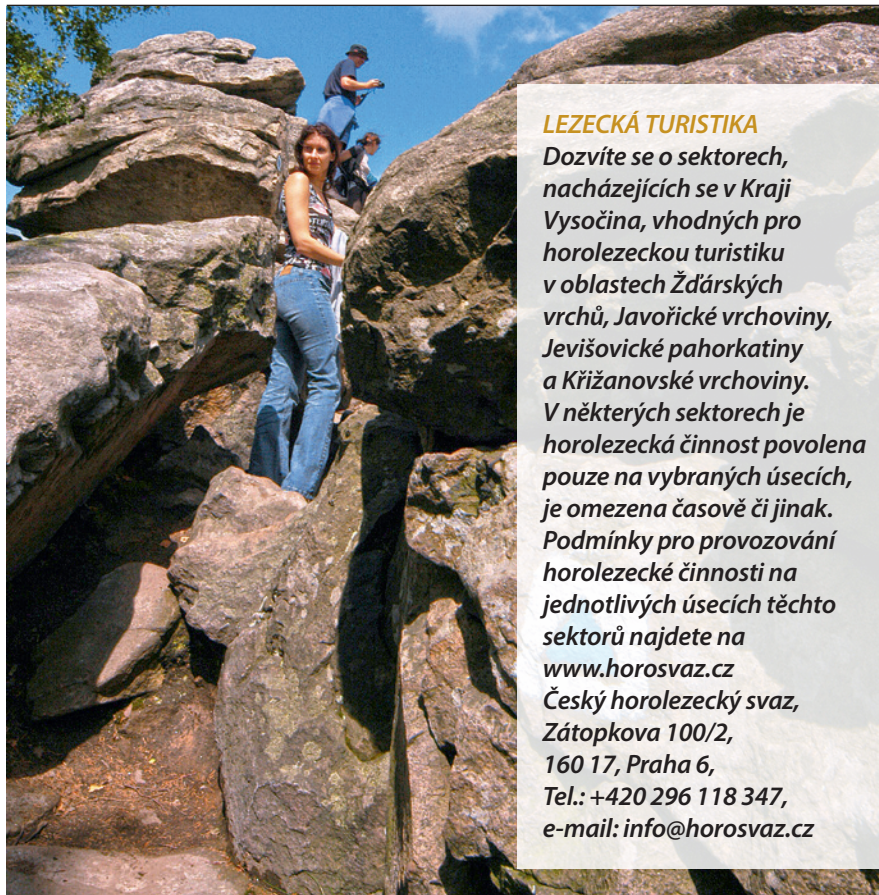 LEZECKÁ TURISTIKA
Dozvíte se o sektorech,
nacházejících se v Kraji
Vysočina, vhodných pro
horolezeckou turistiku
v oblastech Žďárských
vrchů, Javořické vrchoviny,
Jevišovické pahorkatiny
a Křižanovské vrchoviny.
V některých sektorech je
horolezecká činnost povolena
pouze na vybraných úsecích,
je omezena časově či jinak.
Podmínky pro provozování
horolezecké činnosti na
jednotlivých úsecích těchto
sektorů najdete na
www.horosvaz.cz
Český horolezecký svaz,
Zátopkova 100/2,
160 17, Praha 6,
Tel.: +420 296 118 347,
e-mail: info@horosvaz.cz